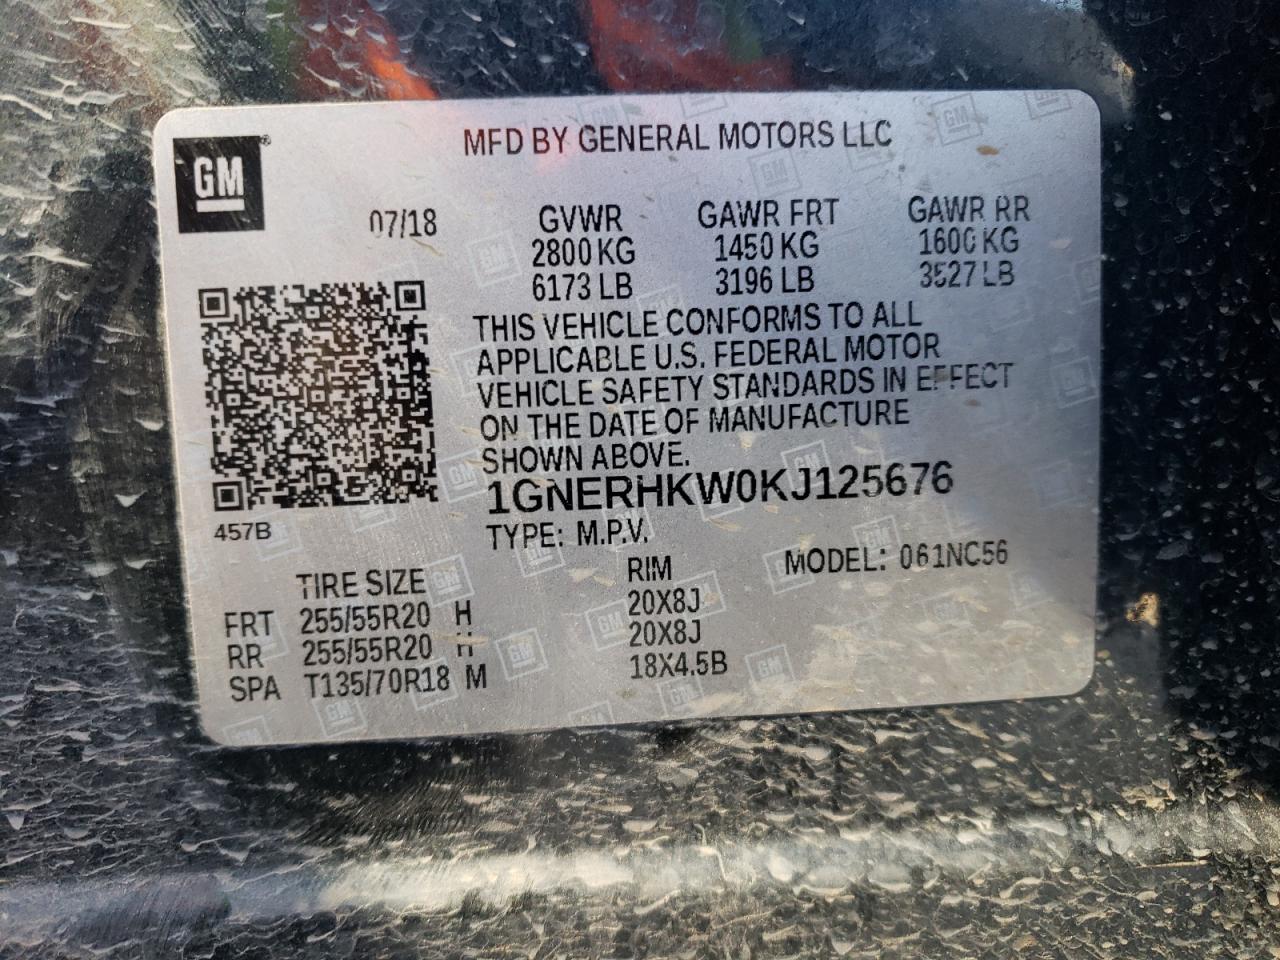 GM
MFD BY GENERAL MOTORS LLC
07/18 GVWR GAWR FRT GAWR RR
2800 KG 1450 KG 1600 KG
6173 LB 3196 LB 3527 LB
THIS VEHICLE CONFORMS TO ALL
APPLICABLE U.S. FEDERAL MOTOR
VEHICLE SAFETY STANDARDS IN EFFECT
ON THE DATE OF MANUFACTURE
SHOWN ABOVE.
1GNERHKW0KJ125676
457B
TYPE: M.P.V.
MODEL: 061NC56
TIRE SIZE RIM
FRT 255/55R20 H 20X8J
RR 255/55R20 H 20X8J
SPA T135/70R18 M 18X4.5B